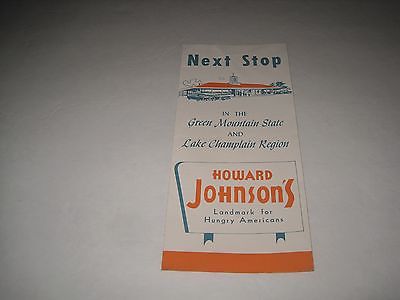 Next Stop
IN THE
Green Mountain State
AND
Lake Champlain Region
HOWARD
JOHNSON'S
Landmark for
Hungry Americans